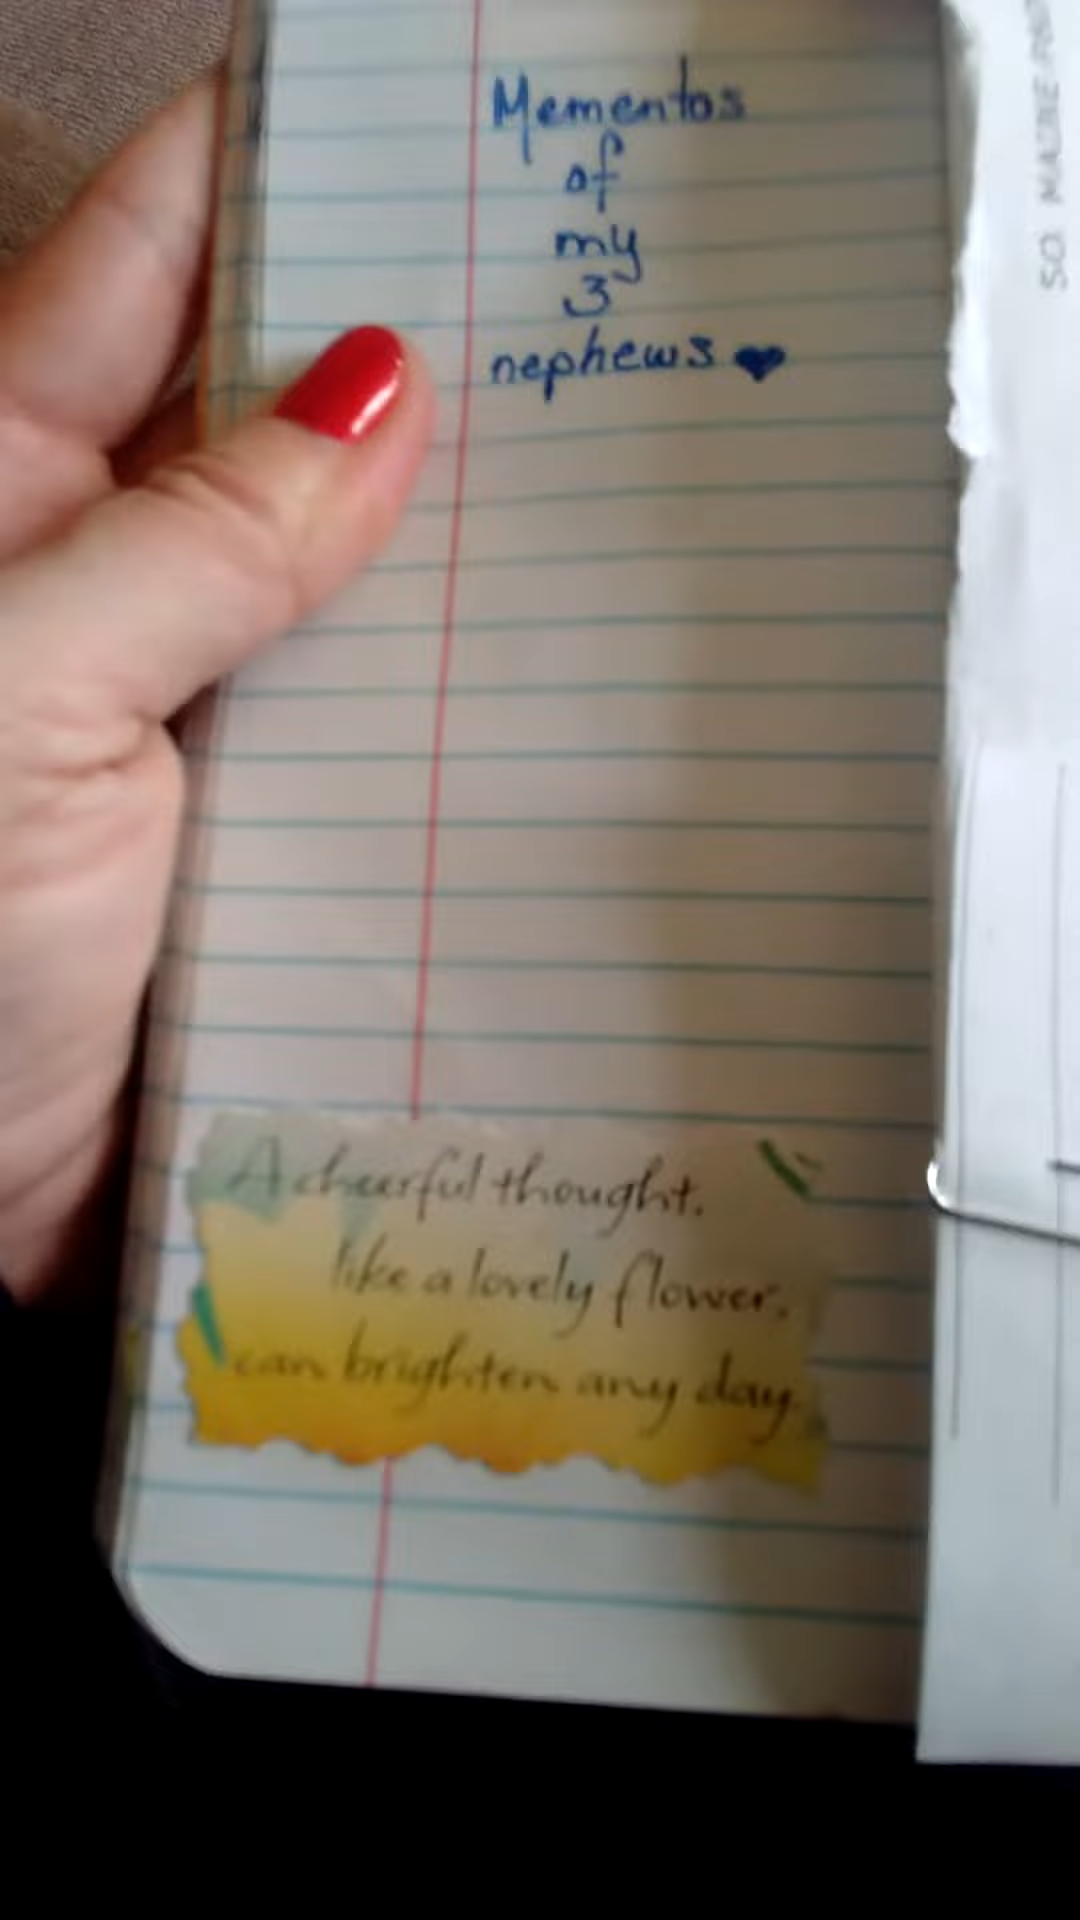 Mementos
of
my
3
nephews
A cheerful thought,
like a lovely flower,
can brighten any day.
SO